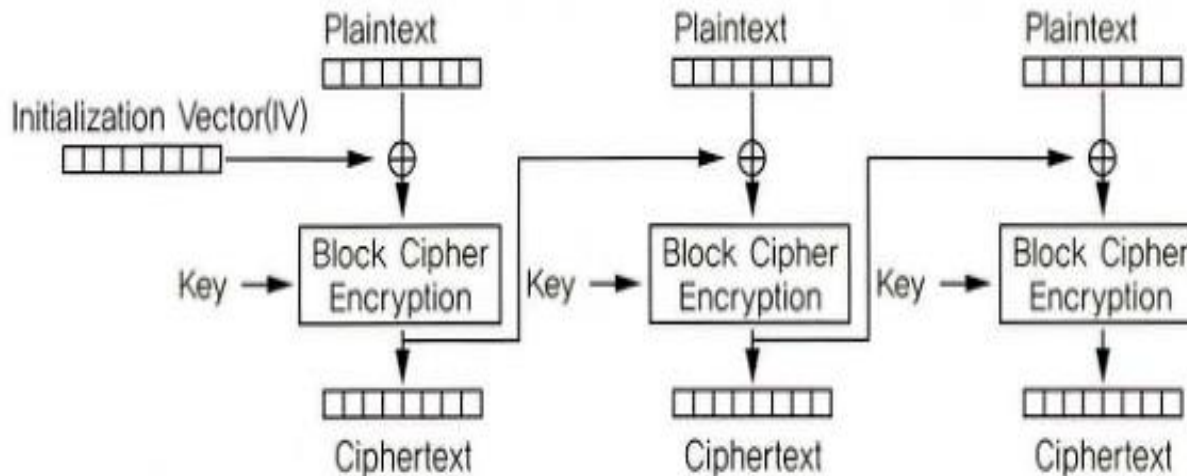 Plaintext
Plaintext
Plaintext
Initialization Vector(IV)
Key
Block Cipher
Encryption
Key
Block Cipher
Encryption
Key
Block Cipher
Encryption
Ciphertext
Ciphertext
Ciphertext